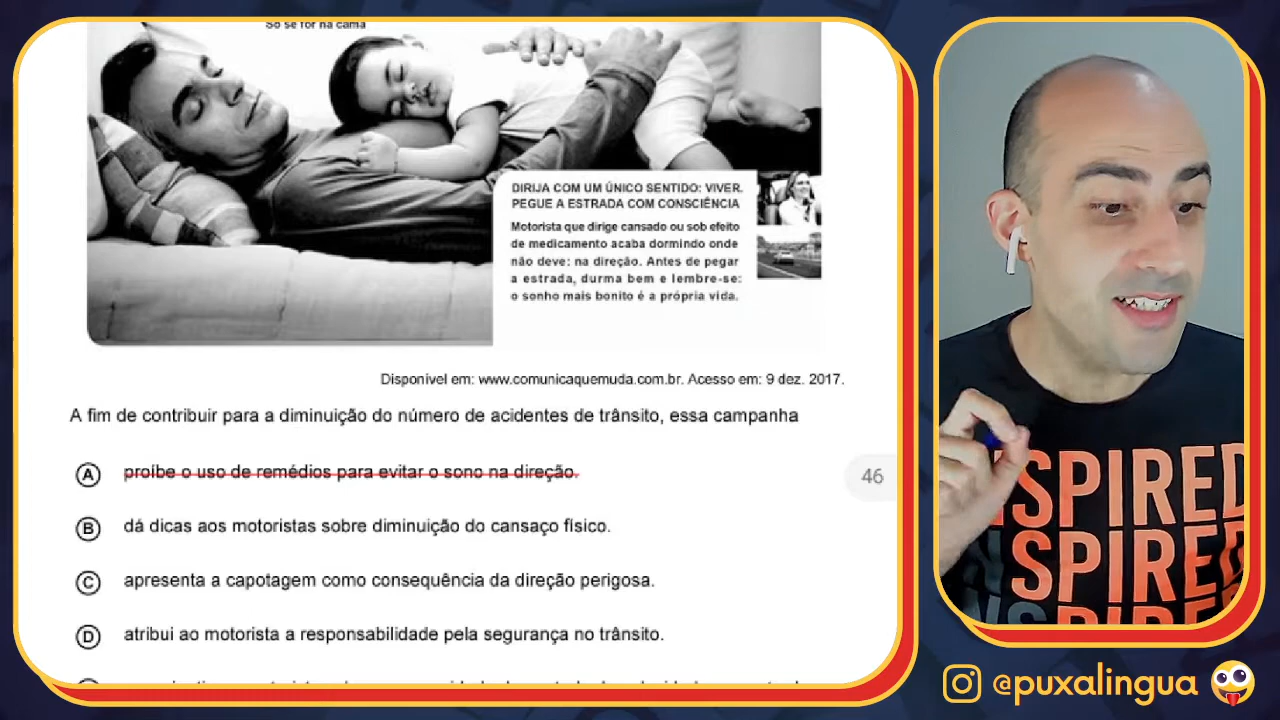 Só se for na cama
DIRIJA COM UM ÚNICO SENTIDO: VIVER.
PEGUE A ESTRADA COM CONSCIÊNCIA
Motorista que dirige cansado ou sob efeito
de medicamento acaba dormindo onde
não deve: na direção. Antes de pegar
a estrada, durma bem e lembre-se:
o sonho mais bonito é a própria vida.
Disponível em: www.comunicaquemuda.com.br. Acesso em: 9 dez. 2017.
A fim de contribuir para a diminuição do número de acidentes de trânsito, essa campanha
A proíbe o uso de remédios para evitar o sono na direção.
46
B dá dicas aos motoristas sobre diminuição do cansaço físico.
C apresenta a capotagem como consequência da direção perigosa.
D atribui ao motorista a responsabilidade pela segurança no trânsito.
NSPIRED
SPIRED
@puxalingua